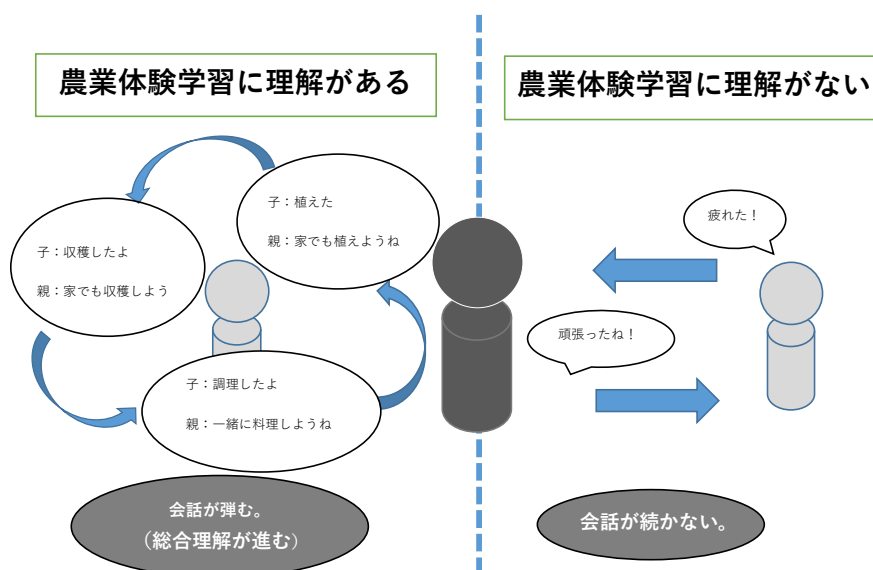 農業体験学習に理解がある
子：植えた
親：家でも植えようね
子：収穫したよ
親：家でも収穫しよう
子：調理したよ
親：一緒に料理しようね
会話が弾む。
（総合理解が進む）
農業体験学習に理解がない
疲れた！
頑張ったね！
会話が続かない。